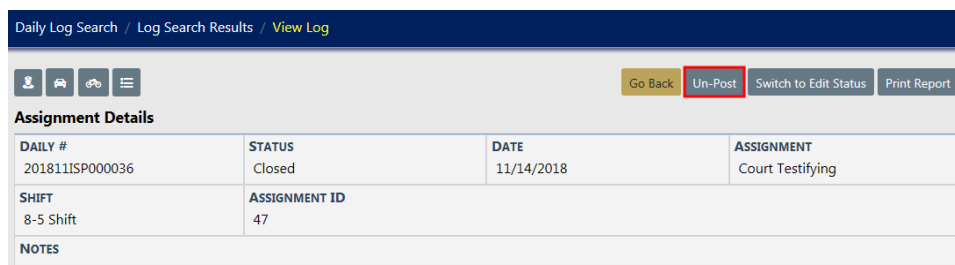 Daily Log Search / Log Search Results / View Log
Go Back Un-Post Switch to Edit Status Print Report
Assignment Details
DAILY # STATUS DATE ASSIGNMENT
201811ISP000036 Closed 11/14/2018 Court Testifying
SHIFT ASSIGNMENT ID
8-5 Shift 47
NOTES